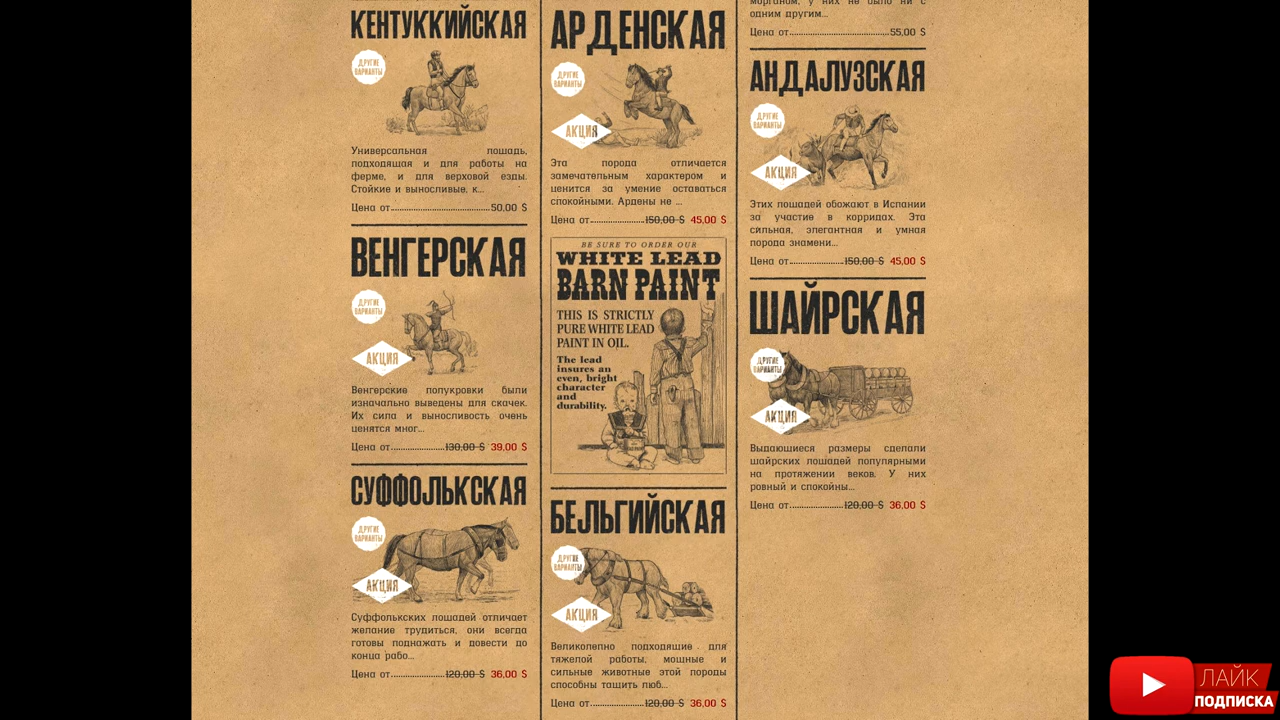 КЕНТУККИЙСКАЯ
ДРУГИЕ
ВАРИАНТЫ
Универсальная лошадь,
подходящая и для работы на
ферме, и для верховой езды.
Стойкие и выносливые, к...
Цена от 50,00 $
ВЕНГЕРСКАЯ
ДРУГИЕ
ВАРИАНТЫ
АКЦИЯ
Венгерские полукровки были
изначально выведены для скачек.
Их сила и выносливость очень
ценятся мног...
Цена от 130,00 $ 39,00 $
СУФФОЛЬКСКАЯ
ДРУГИЕ
ВАРИАНТЫ
АКЦИЯ
Суффолькских лошадей отличает
желание трудиться, они всегда
готовы поднажать и довести до
конца рабо...
Цена от 120,00 $ 36,00 $
АРДЕНСКАЯ
ДРУГИЕ
ВАРИАНТЫ
АКЦИЯ
Эта порода отличается
замечательным характером и
ценится за умение оставаться
спокойными. Ардены не ...
Цена от 150,00 $ 45,00 $
BE SURE TO ORDER OUR
WHITE LEAD
BARN PAINT
THIS IS STRICTLY
PURE WHITE LEAD
PAINT IN OIL.
The lead
insures an
even, bright
character
and
durability.
БЕЛЬГИЙСКАЯ
ДРУГИЕ
ВАРИАНТЫ
АКЦИЯ
Великолепно подходящие для
тяжелой работы, мощные и
сильные животные этой породы
способны тащить люб...
Цена от 120,00 $ 36,00 $
морганом, у них не было ни с
одним другим...
Цена от 55,00 $
АНДАЛУЗСКАЯ
ДРУГИЕ
ВАРИАНТЫ
АКЦИЯ
Этих лошадей обожают в Испании
за участие в корридах. Эта
сильная, элегантная и умная
порода знамени...
Цена от 150,00 $ 45,00 $
ШАЙРСКАЯ
ДРУГИЕ
ВАРИАНТЫ
АКЦИЯ
Выдающиеся размеры сделали
шайрских лошадей популярными
на протяжении веков. У них
ровный и спокойны...
Цена от 120,00 $ 36,00 $
ЛАЙК
ПОДПИСКА